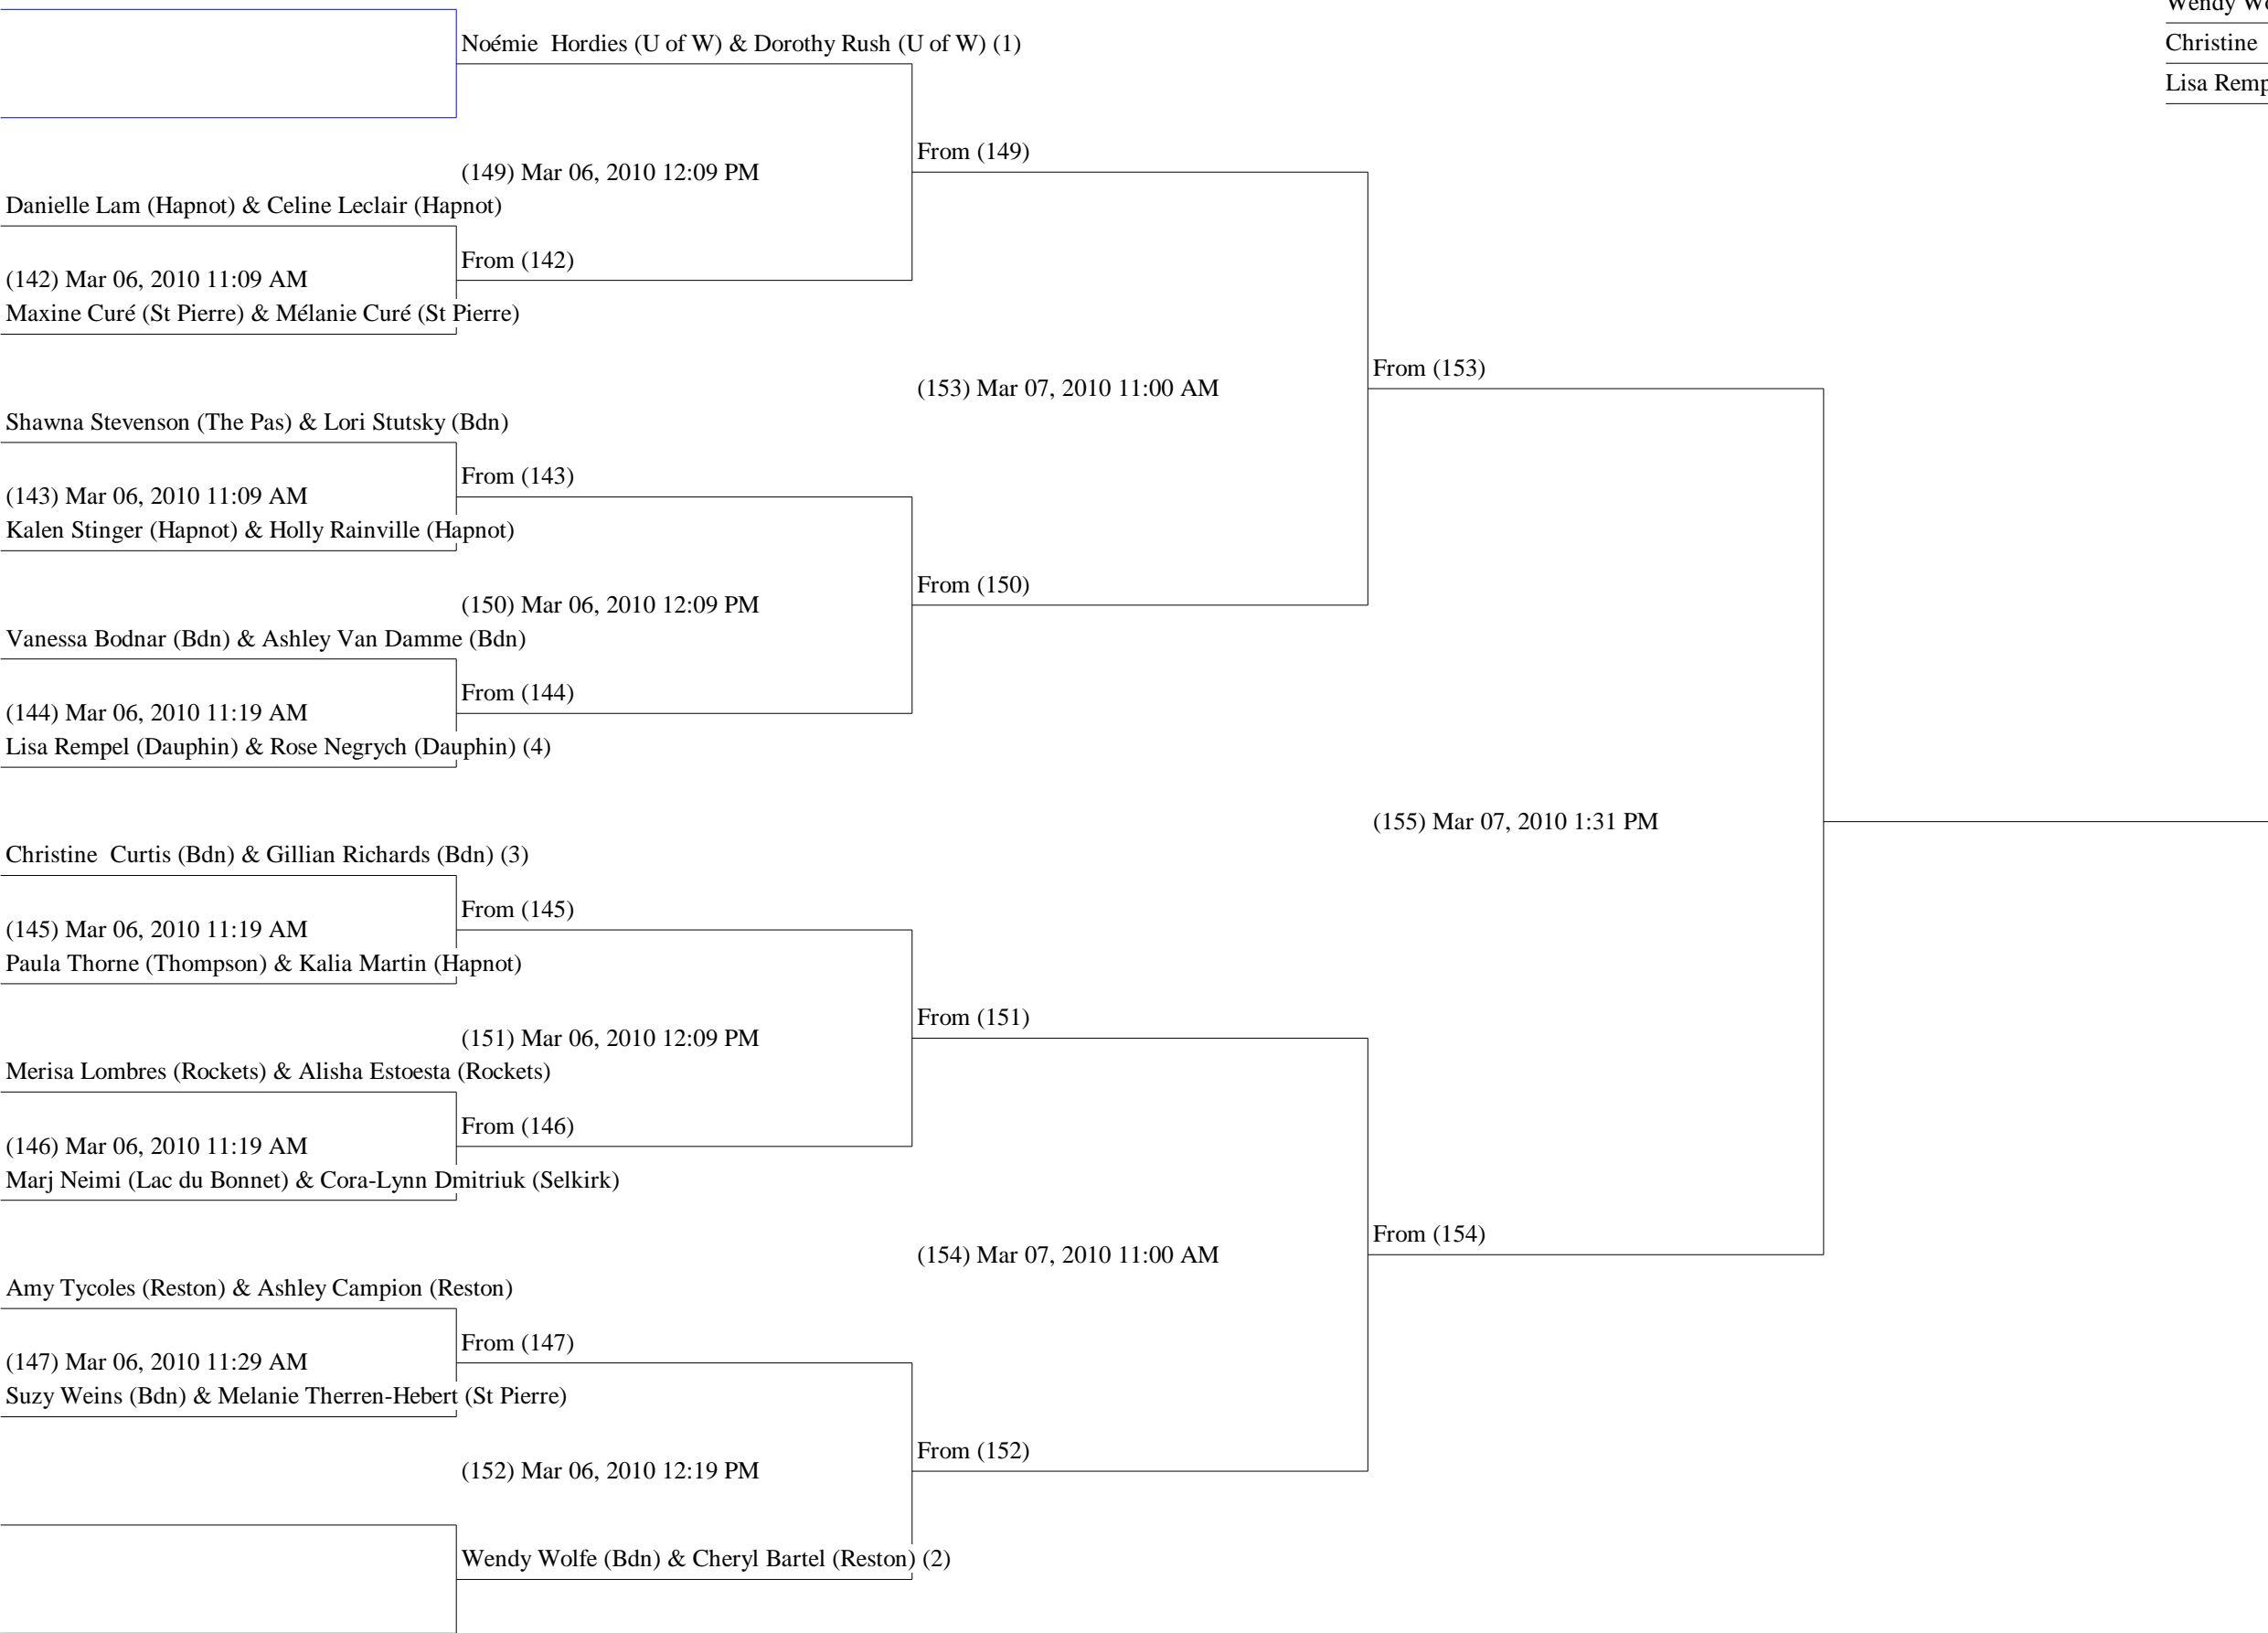 Noémie  Hordies (U of W) & Dorothy Rush (U of W) (1)
(149) Mar 06, 2010 12:09 PM
From (149)
Danielle Lam (Hapnot) & Celine Leclair (Hapnot)
From (142)
(142) Mar 06, 2010 11:09 AM
Maxine Curé (St Pierre) & Mélanie Curé (St Pierre)
From (153)
(153) Mar 07, 2010 11:00 AM
Shawna Stevenson (The Pas) & Lori Stutsky (Bdn)
From (143)
(143) Mar 06, 2010 11:09 AM
Kalen Stinger (Hapnot) & Holly Rainville (Hapnot)
From (150)
(150) Mar 06, 2010 12:09 PM
Vanessa Bodnar (Bdn) & Ashley Van Damme (Bdn)
From (144)
(144) Mar 06, 2010 11:19 AM
Lisa Rempel (Dauphin) & Rose Negrych (Dauphin) (4)
(155) Mar 07, 2010 1:31 PM
Christine  Curtis (Bdn) & Gillian Richards (Bdn) (3)
From (145)
(145) Mar 06, 2010 11:19 AM
Paula Thorne (Thompson) & Kalia Martin (Hapnot)
From (151)
(151) Mar 06, 2010 12:09 PM
Merisa Lombres (Rockets) & Alisha Estoesta (Rockets)
From (146)
(146) Mar 06, 2010 11:19 AM
Marj Neimi (Lac du Bonnet) & Cora-Lynn Dmitriuk (Selkirk)
From (154)
(154) Mar 07, 2010 11:00 AM
Amy Tycoles (Reston) & Ashley Campion (Reston)
From (147)
(147) Mar 06, 2010 11:29 AM
Suzy Weins (Bdn) & Melanie Therren-Hebert (St Pierre)
From (152)
(152) Mar 06, 2010 12:19 PM
Wendy Wolfe (Bdn) & Cheryl Bartel (Reston) (2)
Wendy
Christine
Lisa